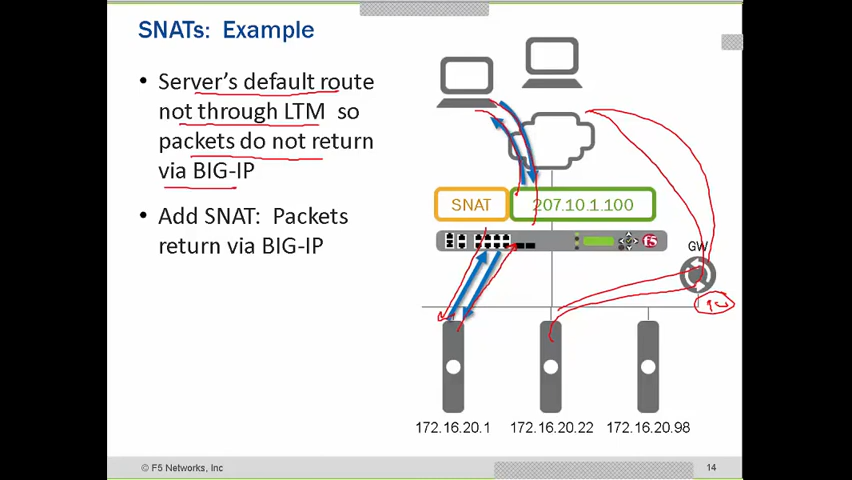 SNATs: Example
• Server's default route
not through LTM so
packets do not return
via BIG-IP
• Add SNAT: Packets
return via BIG-IP
SNAT
207.10.1.100
f5
GW
172.16.20.1
172.16.20.22
172.16.20.98
© F5 Networks, Inc
14